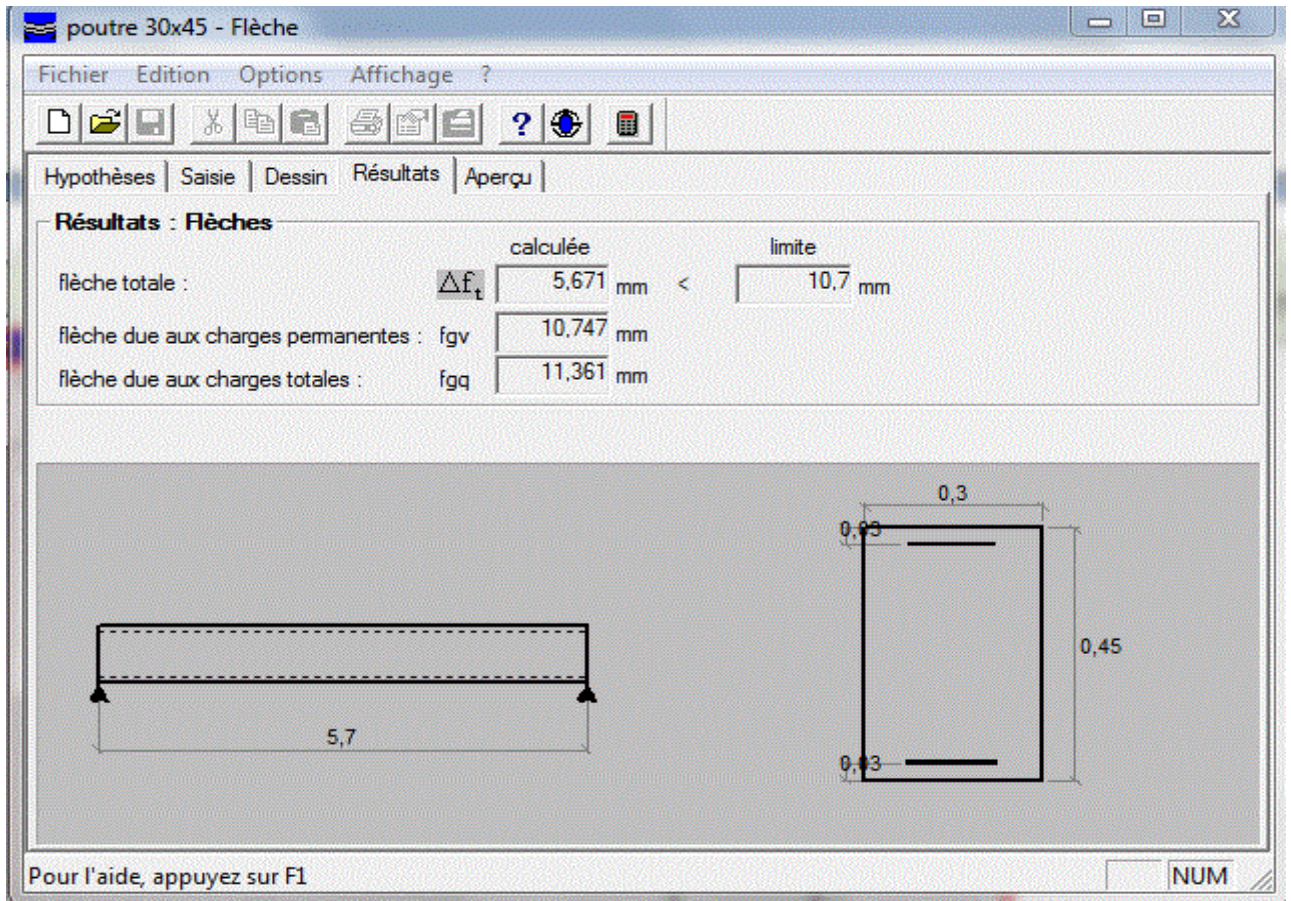 poutre 30x45 - Flèche
Fichier Edition Options Affichage ?
Hypothèses Saisie Dessin Résultats Aperçu
Résultats : Flèches
calculée limite
flèche totale : Δft 5,671 mm < 10,7 mm
flèche due aux charges permanentes : fgv 10,747 mm
flèche due aux charges totales : fgq 11,361 mm
0,3
0,03
0,45
5,7
0,03
Pour l'aide, appuyez sur F1 NUM